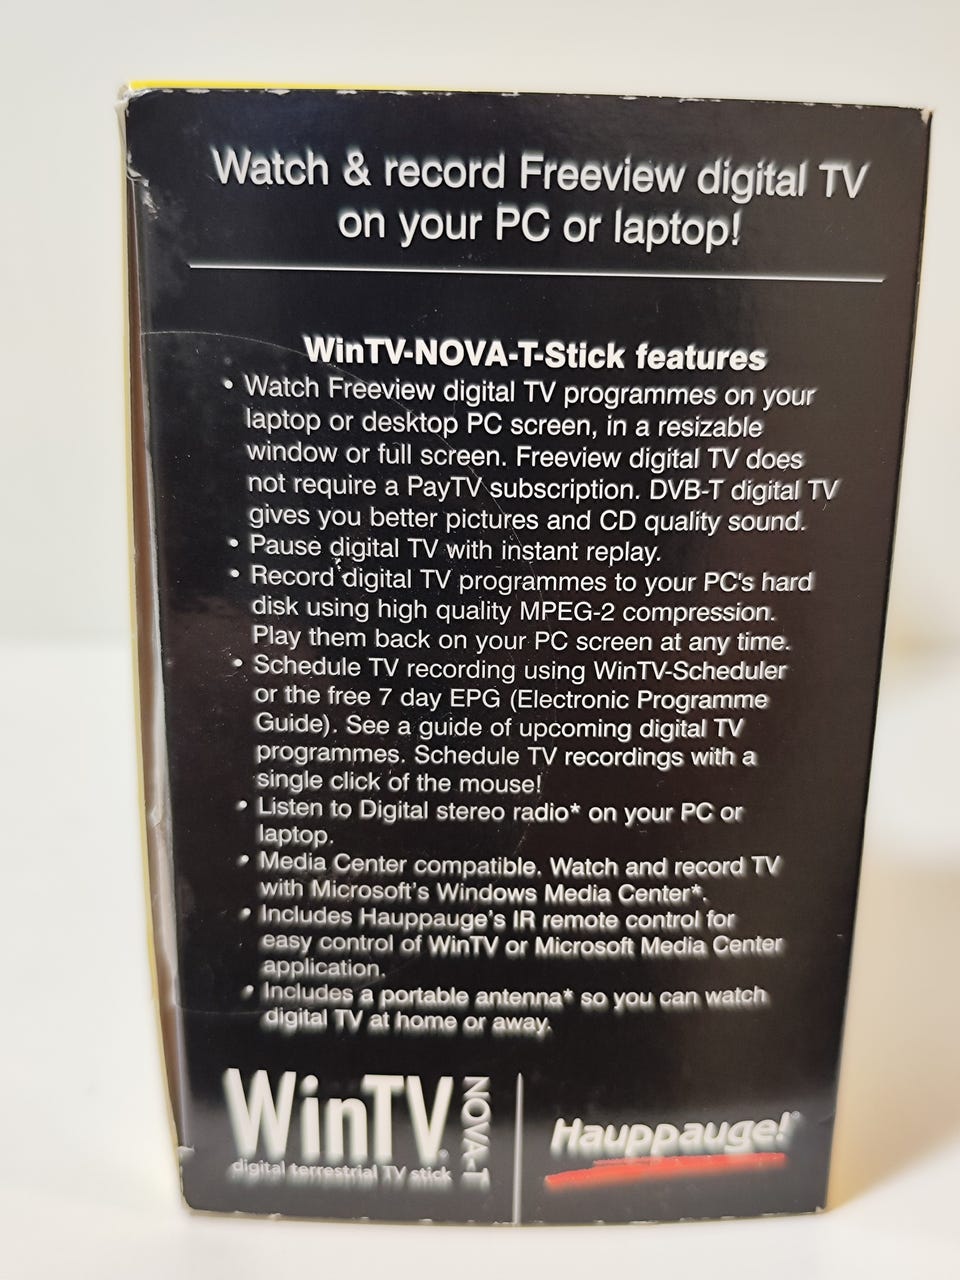 Watch & record Freeview digital TV
on your PC or laptop!
WinTV-NOVA-T-Stick features
• Watch Freeview digital TV programmes on your
laptop or desktop PC screen, in a resizable
window or full screen. Freeview digital TV does
not require a PayTV subscription. DVB-T digital TV
gives you better pictures and CD quality sound.
• Pause digital TV with instant replay.
• Record digital TV programmes to your PC's hard
disk using high quality MPEG-2 compression.
Play them back on your PC screen at any time.
• Schedule TV recording using WinTV-Scheduler
or the free 7 day EPG (Electronic Programme
Guide). See a guide of upcoming digital TV
programmes. Schedule TV recordings with a
single click of the mouse!
• Listen to Digital stereo radio* on your PC or
laptop.
• Media Center compatible. Watch and record TV
with Microsoft's Windows Media Center*.
• Includes Hauppauge's IR remote control for
easy control of WinTV or Microsoft Media Center
application.
• Includes a portable antenna* so you can watch
digital TV at home or away.
WinTV®
NOVA-T
digital terrestrial TV stick
Hauppauge!®